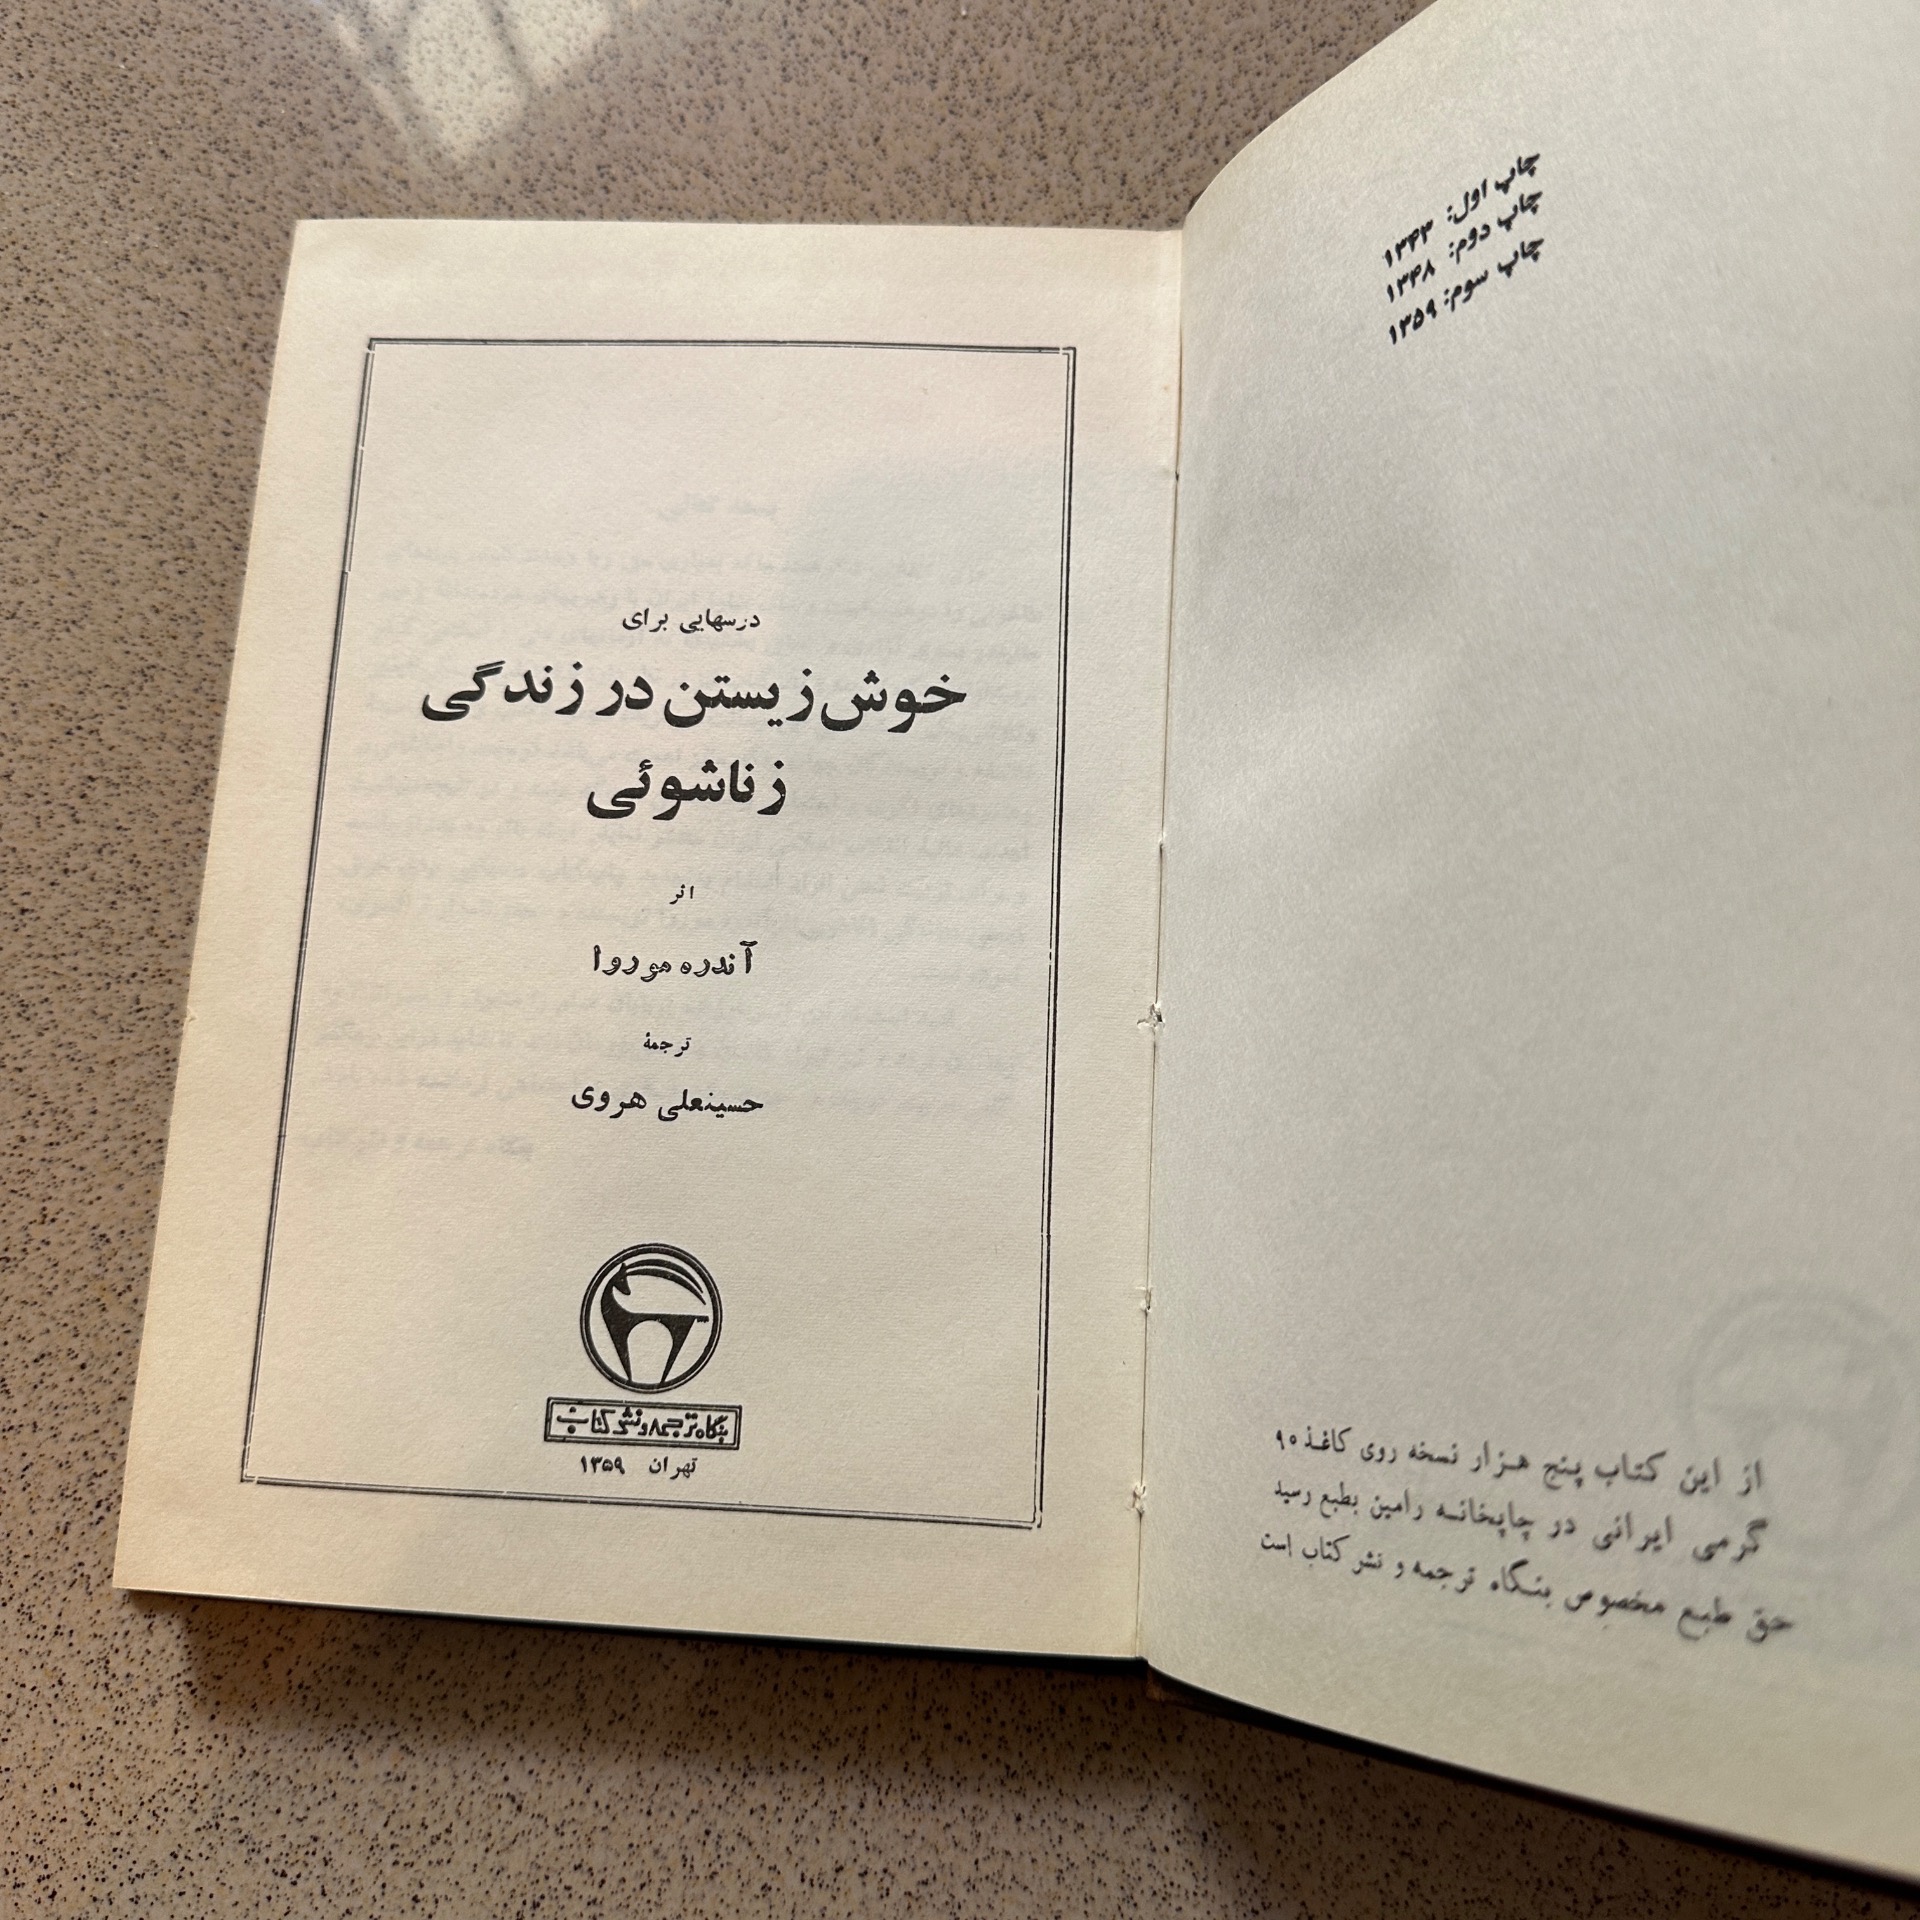 چاپ اول: ۱۳۴۳
چاپ دوم: ۱۳۴۸
چاپ سوم: ۱۳۵۹
از این کتاب پنج هزار نسخه روی کاغذ ۹۰
گرمی ایرانی در چاپخانه رامین بطبع رسید
حق طبع مخصوص بنگاه ترجمه و نشر کتاب است
درسهایی برای
خوش زیستن در زندگی
زناشوئی
اثر
آندره موروا
ترجمهٔ
حسینعلی هروی
بنگاه ترجمه و نشر کتاب
تهران ۱۳۵۹